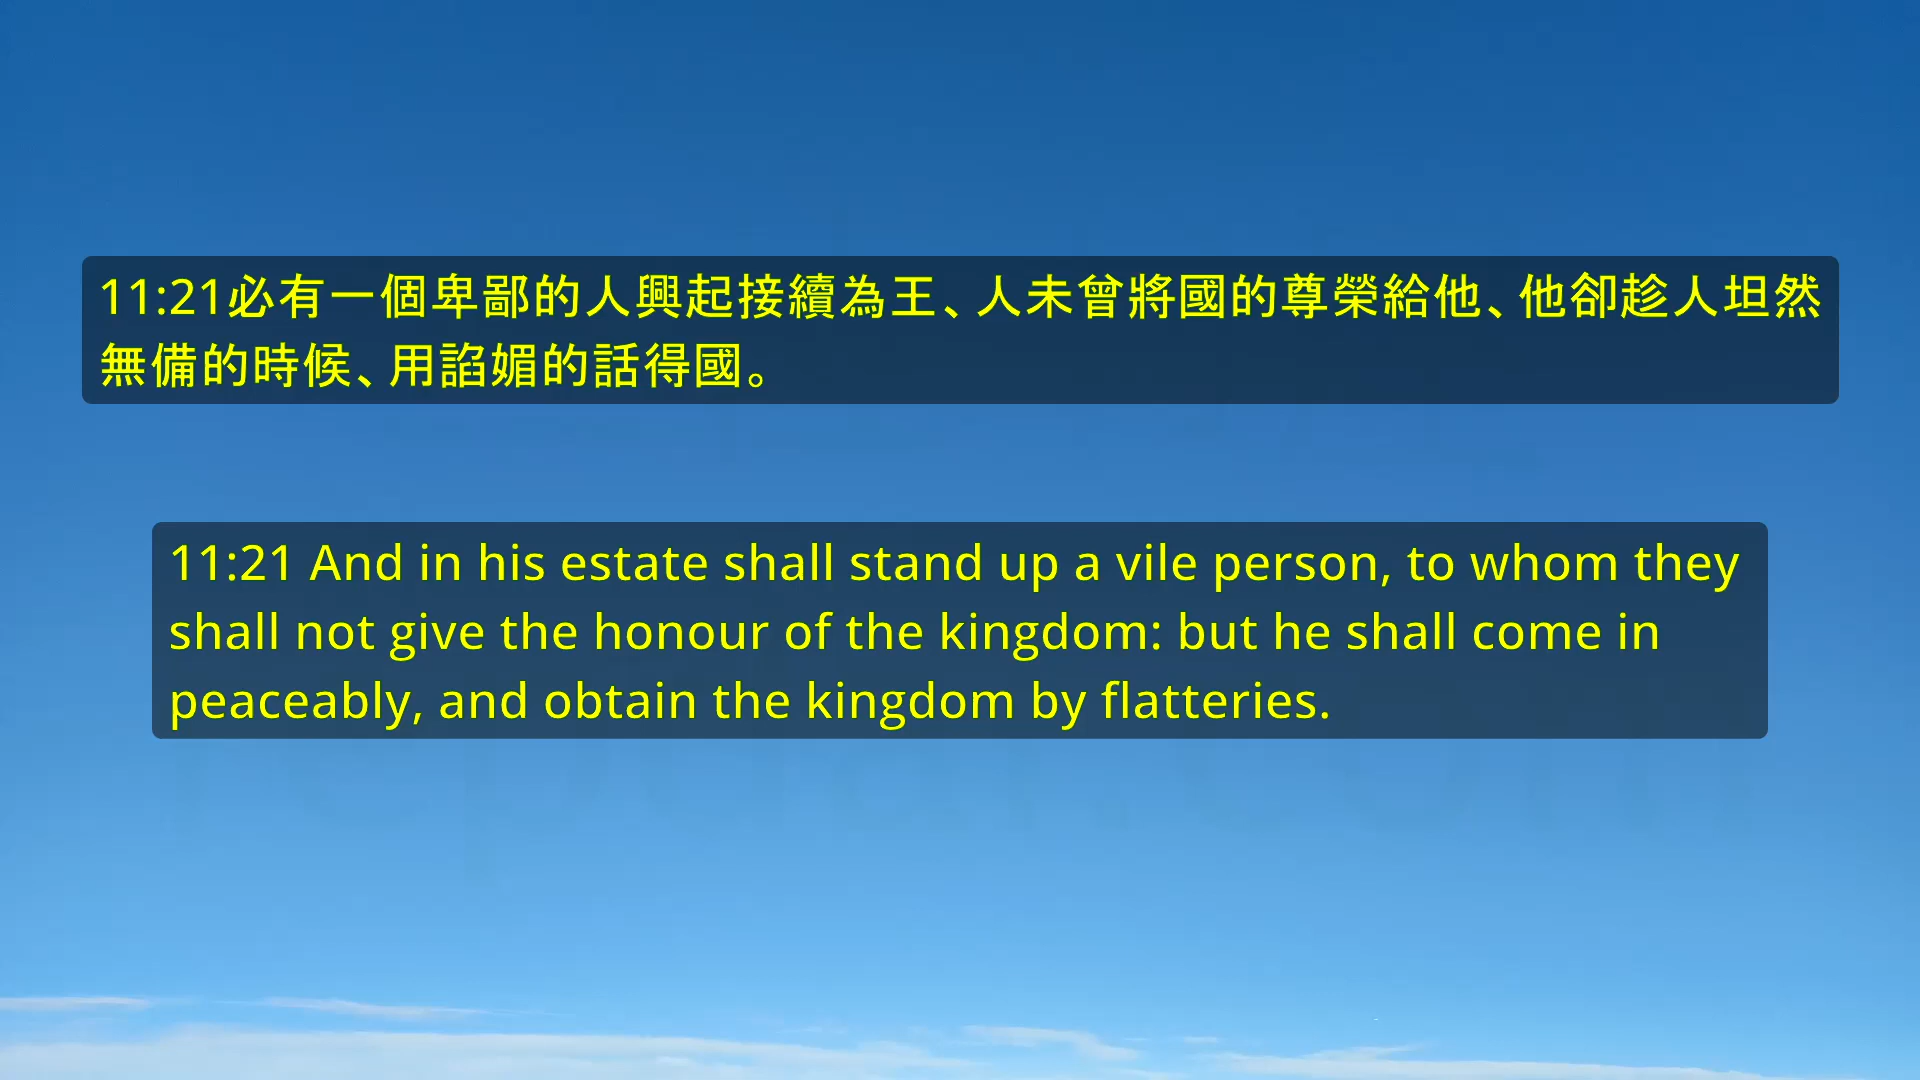 11:21必有一個卑鄙的人興起接續為王、人未曾將國的尊榮給他、他卻趁人坦然
無備的時候、用諂媚的話得國。
11:21 And in his estate shall stand up a vile person, to whom they
shall not give the honour of the kingdom: but he shall come in
peaceably, and obtain the kingdom by flatteries.